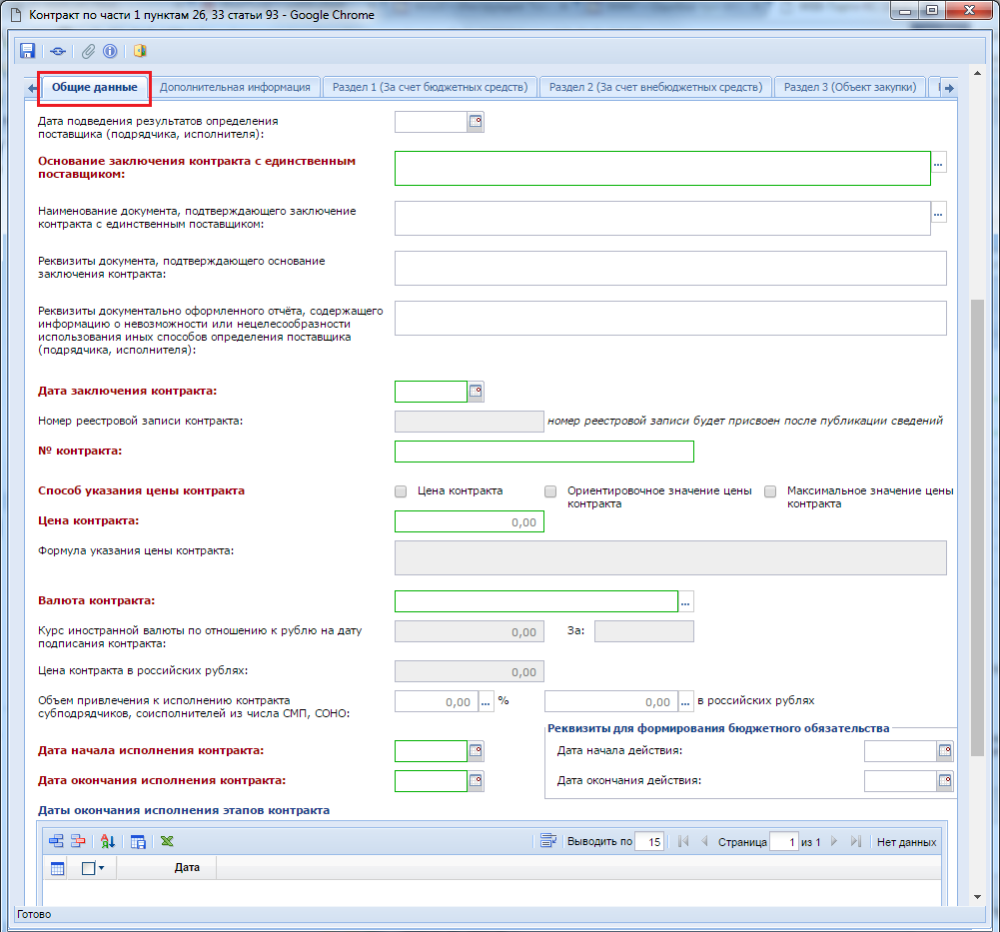 Контракт по части 1 пунктам 26, 33 статьи 93 - Google Chrome
Общие данные
Дополнительная информация
Раздел 1 (За счет бюджетных средств)
Раздел 2 (За счет внебюджетных средств)
Раздел 3 (Объект закупки)
Дата подведения результатов определения
поставщика (подрядчика, исполнителя):
Основание заключения контракта с единственным
поставщиком:
...
Наименование документа, подтверждающего заключение
контракта с единственным поставщиком:
...
Реквизиты документа, подтверждающего основание
заключения контракта:
Реквизиты документально оформленного отчёта, содержащего
информацию о невозможности или нецелесообразности
использования иных способов определения поставщика
(подрядчика, исполнителя):
Дата заключения контракта:
Номер реестровой записи контракта:
номер реестровой записи будет присвоен после публикации сведений
№ контракта:
Способ указания цены контракта
Цена контракта
Ориентировочное значение цены
контракта
Максимальное значение цены
контракта
Цена контракта:
0,00
Формула указания цены контракта:
Валюта контракта:
...
Курс иностранной валюты по отношению к рублю на дату
подписания контракта:
0,00
За:
Цена контракта в российских рублях:
0,00
Объем привлечения к исполнению контракта
субподрядчиков, соисполнителей из числа СМП, СОНО:
0,00 ... %
0,00 ... в российских рублях
Дата начала исполнения контракта:
Дата окончания исполнения контракта:
Реквизиты для формирования бюджетного обязательства
Дата начала действия:
Дата окончания действия:
Даты окончания исполнения этапов контракта
Выводить по 15
Страница 1 из 1
Нет данных
Дата
Готово